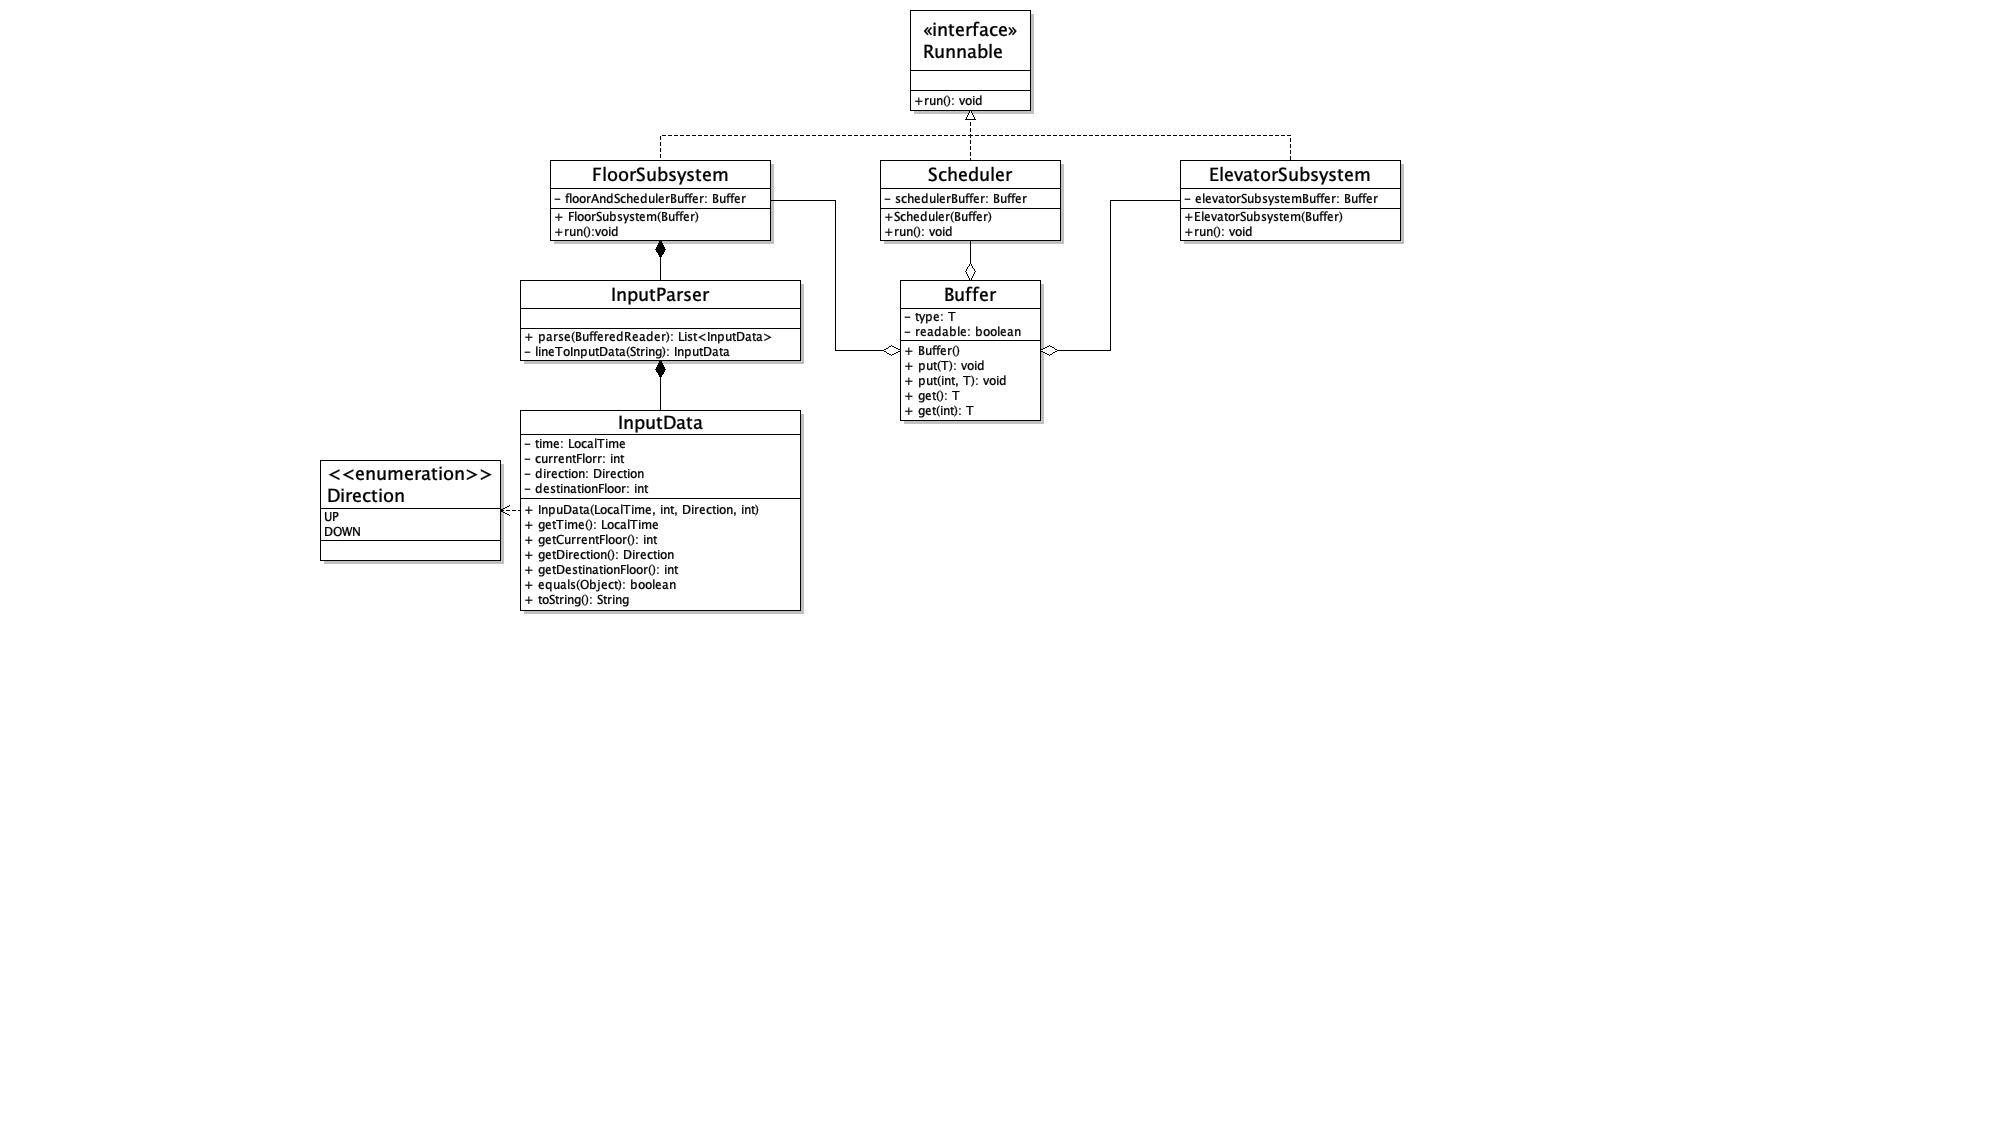 «interface»
Runnable
+run(): void
FloorSubsystem
- floorAndSchedulerBuffer: Buffer
+ FloorSubsystem(Buffer)
+run():void
Scheduler
- schedulerBuffer: Buffer
+Scheduler(Buffer)
+run(): void
ElevatorSubsystem
- elevatorSubsystemBuffer: Buffer
+ElevatorSubsystem(Buffer)
+run(): void
InputParser
+ parse(BufferedReader): List<InputData>
- lineToInputData(String): InputData
Buffer
- type: T
- readable: boolean
+ Buffer()
+ put(T): void
+ put(int, T): void
+ get(): T
+ get(int): T
InputData
- time: LocalTime
- currentFlorr: int
- direction: Direction
- destinationFloor: int
+ InpuData(LocalTime, int, Direction, int)
+ getTime(): LocalTime
+ getCurrentFloor(): int
+ getDirection(): Direction
+ getDestinationFloor(): int
+ equals(Object): boolean
+ toString(): String
<<enumeration>>
Direction
UP
DOWN